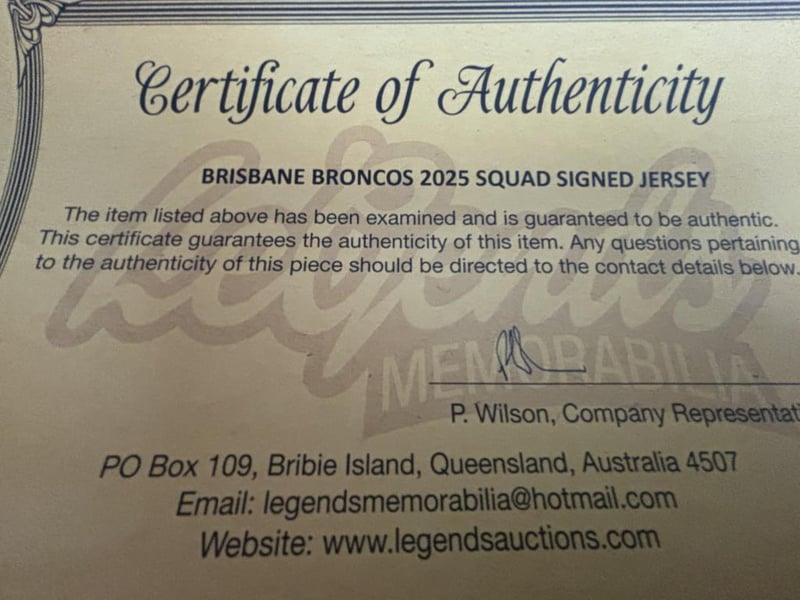 Certificate of Authenticity
BRISBANE BRONCOS 2025 SQUAD SIGNED JERSEY
The item listed above has been examined and is guaranteed to be authentic.
This certificate guarantees the authenticity of this item. Any questions pertaining
to the authenticity of this piece should be directed to the contact details below.
Legends
MEMORABILIA
P. Wilson, Company Representati
PO Box 109, Bribie Island, Queensland, Australia 4507
Email: legendsmemorabilia@hotmail.com
Website: www.legendsauctions.com